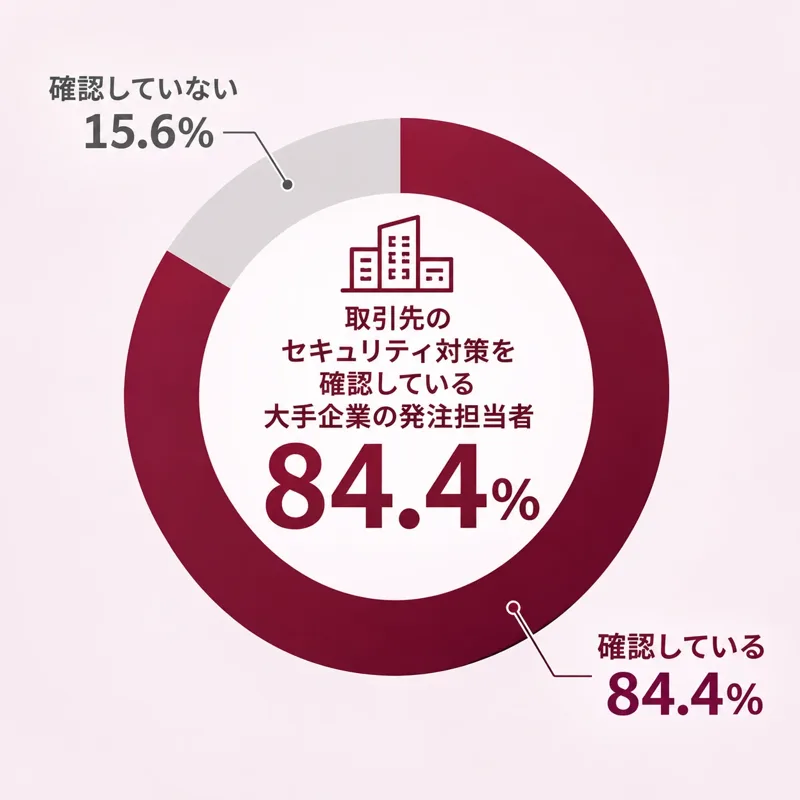 確認していない
15.6%
取引先の
セキュリティ対策を
確認している
大手企業の発注担当者
84.4%
確認している
84.4%